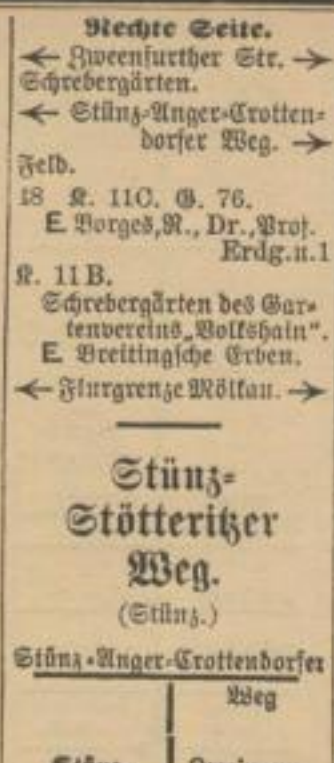 Rechte Seite.
← Zweenfurther Str. →
Schrebergärten.
← Stünz-Anger-Crotten-
dorfer Weg. →
Feld.
18 K. 11C. G. 76.
E Borges, R., Dr., Prof.
Erdg. u. 1
K. 11B.
Schrebergärten des Gar-
tenvereins „Volkshain“.
E Breitingsche Erben.
← Flurgrenze Mölkau. →
Stünz-
Stötteritzer
Weg.
(Stünz.)
Stünz-Anger-Crottendorfer
Weg